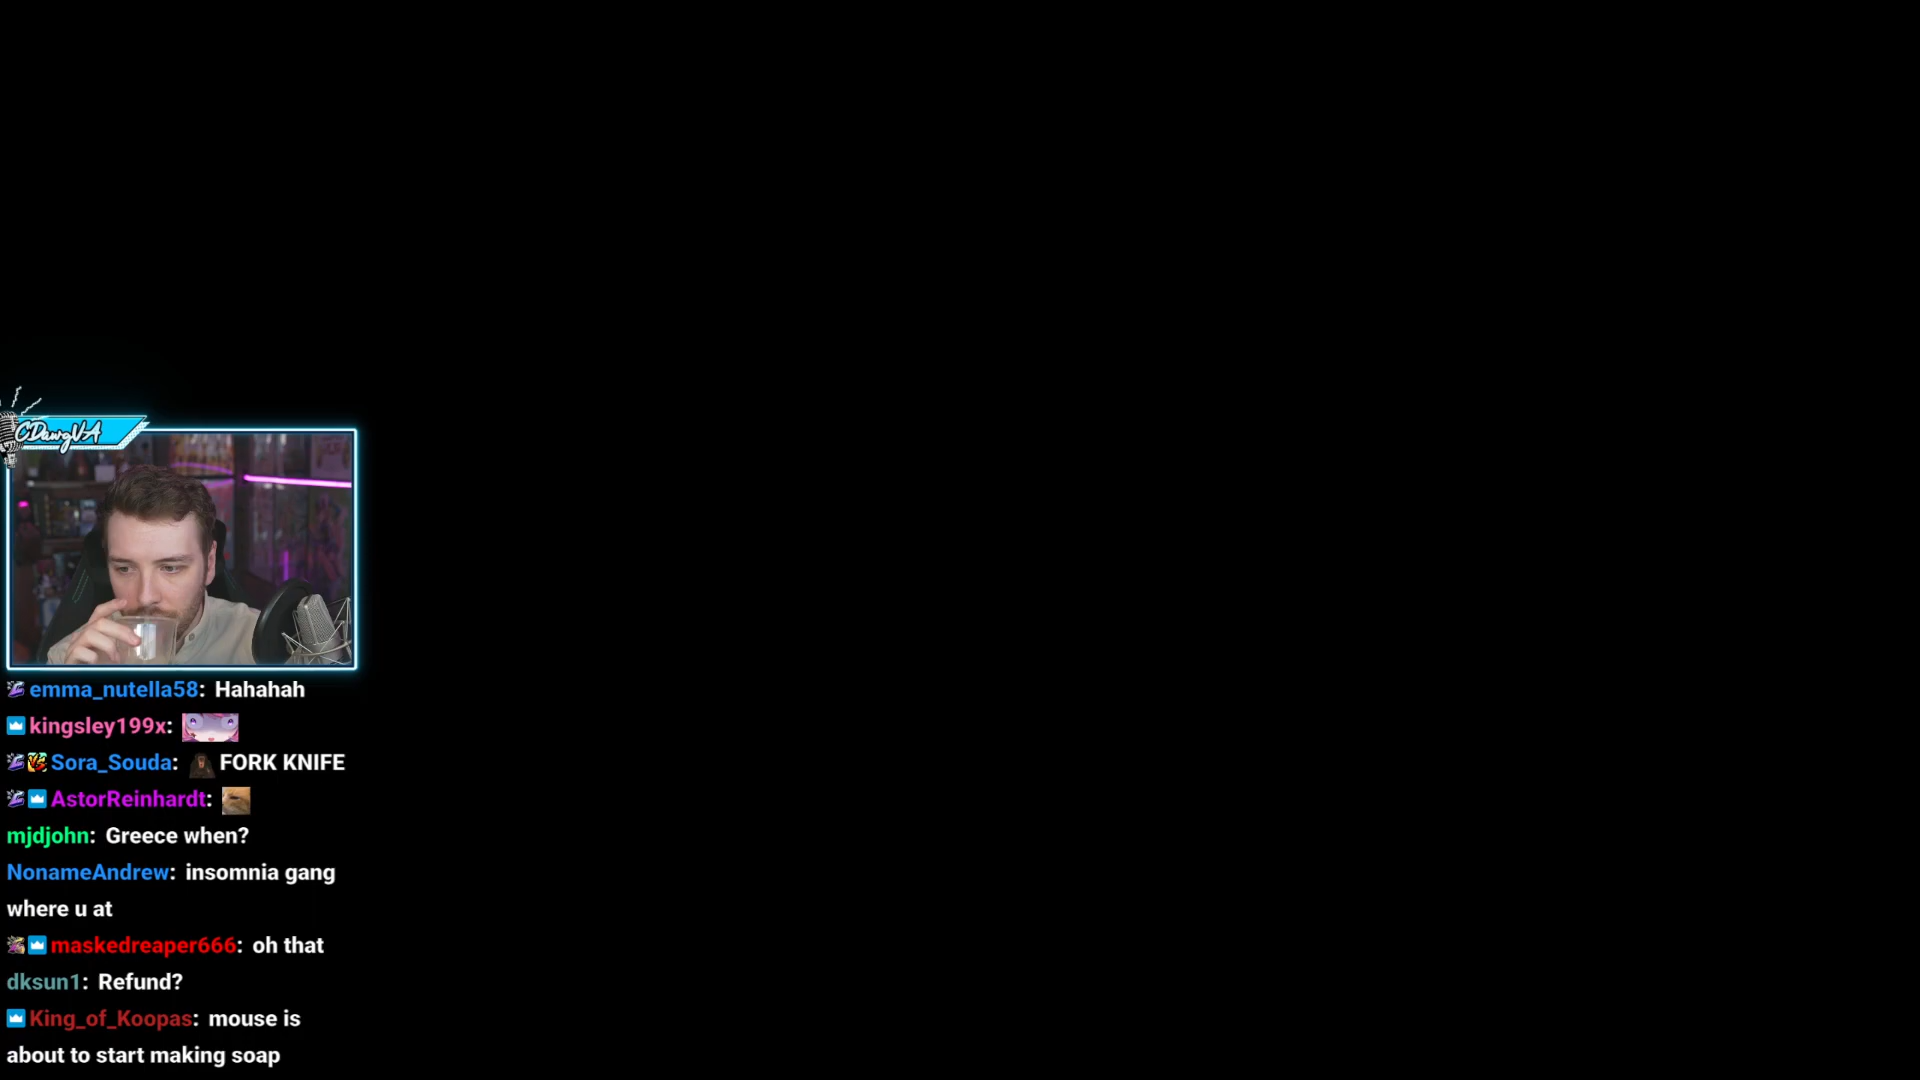 CDawgVA
emma_nutella58: Hahahah
kingsley199x:
Sora_Souda: FORK KNIFE
AstorReinhardt:
mjdjohn: Greece when?
NonameAndrew: insomnia gang
where u at
maskedreaper666: oh that
dksun1: Refund?
King_of_Koopas: mouse is
about to start making soap